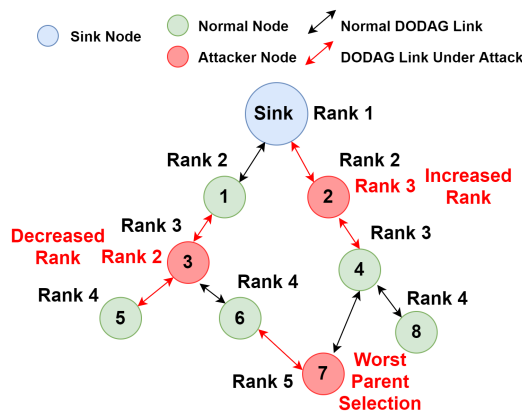 Sink Node
Normal Node
Normal DODAG Link
Attacker Node
DODAG Link Under Attack
Sink
Rank 1
Rank 2
Rank 2
1
2
Rank 3
Increased
Rank
Rank 3
Decreased
Rank
Rank 2
3
Rank 3
4
Rank 4
5
Rank 4
6
Rank 4
8
Rank 5
7
Worst
Parent
Selection